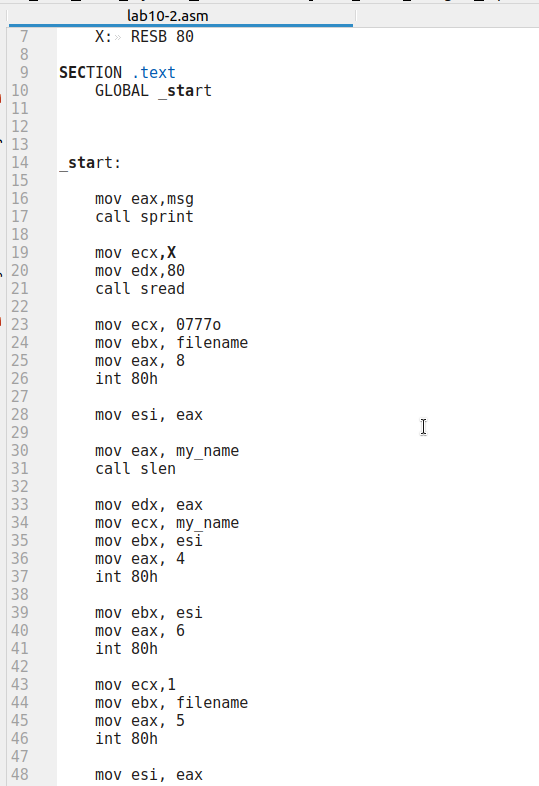 lab10-2.asm
7 X:» RESB 80
8
9 SECTION .text
10 GLOBAL _start
11
12
13
14 _start:
15
16 mov eax,msg
17 call sprint
18
19 mov ecx,X
20 mov edx,80
21 call sread
22
23 mov ecx, 0777o
24 mov ebx, filename
25 mov eax, 8
26 int 80h
27
28 mov esi, eax
29
30 mov eax, my_name
31 call slen
32
33 mov edx, eax
34 mov ecx, my_name
35 mov ebx, esi
36 mov eax, 4
37 int 80h
38
39 mov ebx, esi
40 mov eax, 6
41 int 80h
42
43 mov ecx,1
44 mov ebx, filename
45 mov eax, 5
46 int 80h
47
48 mov esi, eax